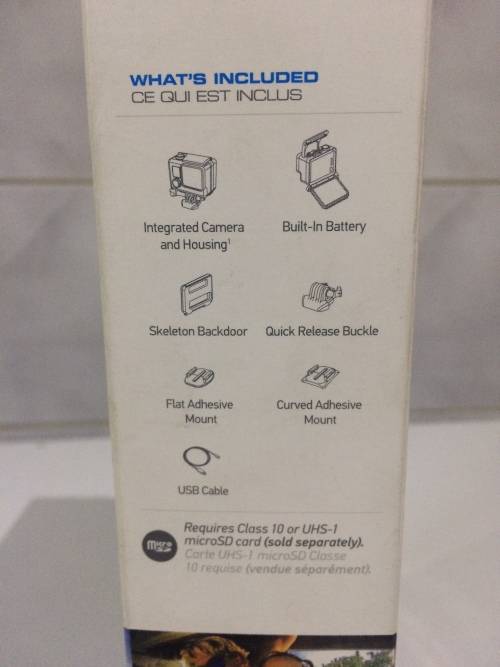 WHAT'S INCLUDED
CE QUI EST INCLUS
Integrated Camera
and Housing¹
Built-In Battery
Skeleton Backdoor
Quick Release Buckle
Flat Adhesive
Mount
Curved Adhesive
Mount
USB Cable
micro
Requires Class 10 or UHS-1
microSD card (sold separately).
Carte UHS-1 microSD Classe
10 requise (vendue séparément).